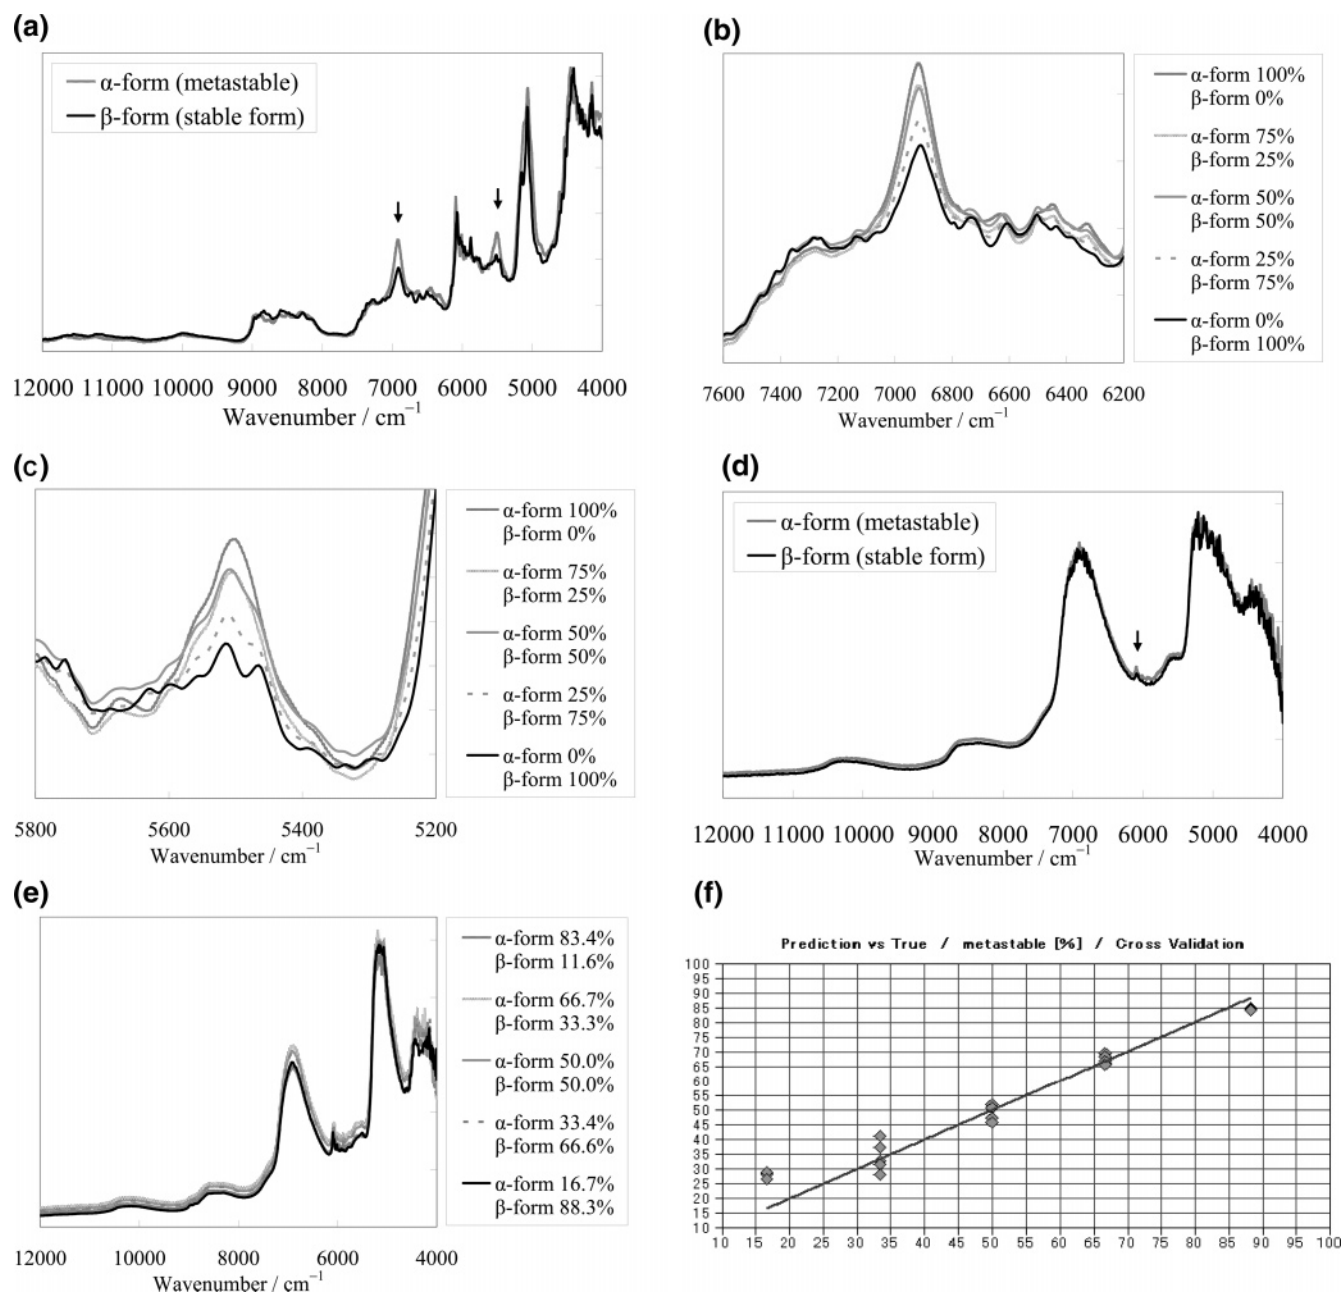 (a)
α-form (metastable)
β-form (stable form)
12000 11000 10000 9000 8000 7000 6000 5000 4000
Wavenumber / cm⁻¹
(b)
α-form 100%
β-form 0%
α-form 75%
β-form 25%
α-form 50%
β-form 50%
α-form 25%
β-form 75%
α-form 0%
β-form 100%
7600 7400 7200 7000 6800 6600 6400 6200
Wavenumber / cm⁻¹
(c)
α-form 100%
β-form 0%
α-form 75%
β-form 25%
α-form 50%
β-form 50%
α-form 25%
β-form 75%
α-form 0%
β-form 100%
5800 5600 5400 5200
Wavenumber / cm⁻¹
(d)
α-form (metastable)
β-form (stable form)
12000 11000 10000 9000 8000 7000 6000 5000 4000
Wavenumber / cm⁻¹
(e)
α-form 83.4%
β-form 11.6%
α-form 66.7%
β-form 33.3%
α-form 50.0%
β-form 50.0%
α-form 33.4%
β-form 66.6%
α-form 16.7%
β-form 88.3%
12000 10000 8000 6000 4000
Wavenumber / cm⁻¹
(f)
Prediction vs True / metastable [%] / Cross Validation
100
95
90
85
80
75
70
65
60
55
50
45
40
35
30
25
20
15
10
10 15 20 25 30 35 40 45 50 55 60 65 70 75 80 85 90 95 100